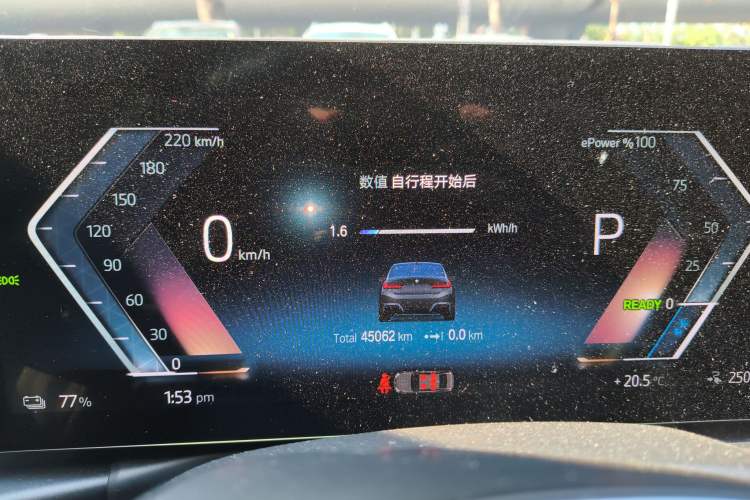 220 km/h
180
150
120
90
60
30
0
0 km/h
数值 自行程开始后
1.6 kWh/h
Total 45062 km 0.0 km
ePower %100
75
50
25
0
P
READY
77%
1:53 pm
+20.5°C
250